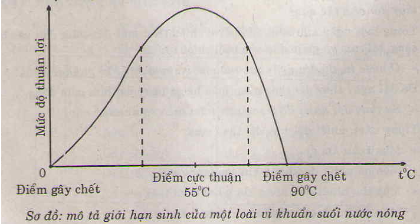 Mức độ thuận lợi
0
t°C
Điểm gây chết
Điểm cực thuận
55°C
Điểm gây chết
90°C
Sơ đồ: mô tả giới hạn sinh của một loài vi khuẩn suối nước nóng